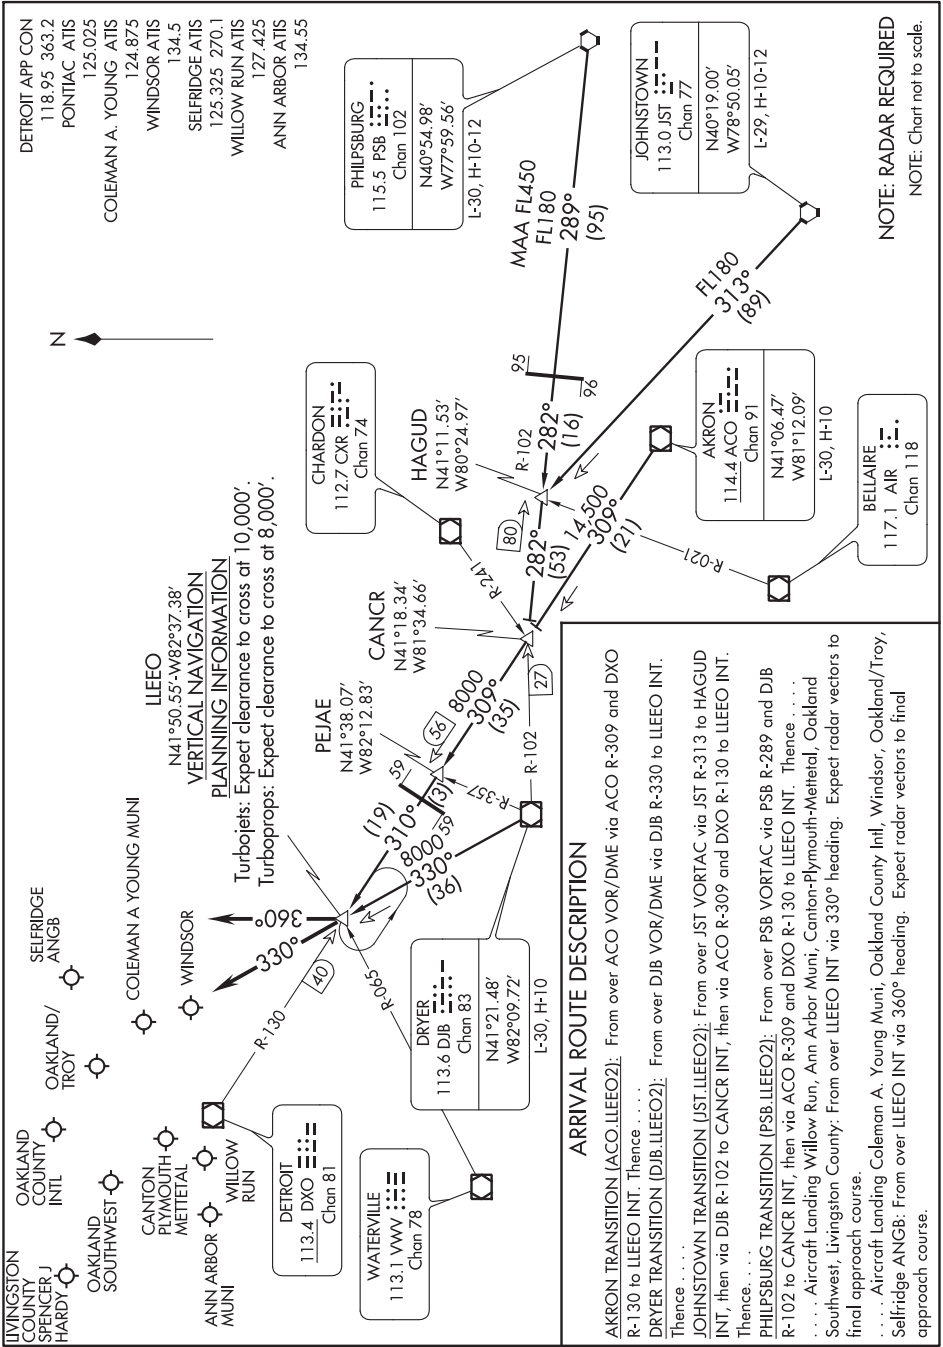 DETROIT APP CON
118.95 363.2
PONTIAC ATIS
125.025
COLEMAN A. YOUNG ATIS
124.875
WINDSOR ATIS
134.5
SELFRIDGE ATIS
125.325 270.1
WILLOW RUN ATIS
127.425
ANN ARBOR ATIS
134.55
LIVINGSTON
COUNTY
SPENCER J
HARDY
OAKLAND
COUNTY
INTL
OAKLAND/
TROY
SELFRIDGE
ANGB
OAKLAND
SOUTHWEST
COLEMAN A YOUNG MUNI
CANTON
PLYMOUTH
METTETAL
WINDSOR
ANN ARBOR
MUNI
WILLOW
RUN
LLEEO
N41°50.55'-W82°37.38'
VERTICAL NAVIGATION
PLANNING INFORMATION
Turbojets: Expect clearance to cross at 10,000'.
Turboprops: Expect clearance to cross at 8,000'.
N
360°
330°
R-130
40
DETROIT
113.4 DXO
Chan 81
WATERVILLE
113.1 VWV
Chan 78
R-065
(19)
310°
8000
330°
(36)
59
59
(3)
PEJAE
N41°38.07'
W82°12.83'
R-357
56
8000
309°
(35)
DRYER
113.6 DJB
Chan 83
N41°21.48'
W82°09.72'
L-30, H-10
R-102
27
CANCR
N41°18.34'
W81°34.66'
CHARDON
112.7 CXR
Chan 74
R-241
80
282°
(53)
HAGUD
N41°11.53'
W80°24.97'
R-102
282°
(16)
95
96
14,500
309°
(21)
R-021
AKRON
114.4 ACO
Chan 91
N41°06.47'
W81°12.09'
L-30, H-10
BELLAIRE
117.1 AIR
Chan 118
PHILPSBURG
115.5 PSB
Chan 102
N40°54.98'
W77°59.56'
L-30, H-10-12
MAA FL450
FL180
289°
(95)
JOHNSTOWN
113.0 JST
Chan 77
N40°19.00'
W78°50.05'
L-29, H-10-12
FL180
313°
(89)
NOTE: RADAR REQUIRED
NOTE: Chart not to scale.
ARRIVAL ROUTE DESCRIPTION
AKRON TRANSITION (ACO.LLEEO2): From over ACO VOR/DME via ACO R-309 and DXO
R-130 to LLEEO INT. Thence . . . .
DRYER TRANSITION (DJB.LLEEO2): From over DJB VOR/DME via DJB R-330 to LLEEO INT.
Thence . . . .
JOHNSTOWN TRANSITION (JST.LLEEO2): From over JST VORTAC via JST R-313 to HAGUD
INT, then via DJB R-102 to CANCR INT, then via ACO R-309 and DXO R-130 to LLEEO INT.
Thence. . . .
PHILPSBURG TRANSITION (PSB.LLEEO2): From over PSB VORTAC via PSB R-289 and DJB
R-102 to CANCR INT, then via ACO R-309 and DXO R-130 to LLEEO INT. Thence . . . .
. . . . Aircraft Landing Willow Run, Ann Arbor Muni, Canton-Plymouth-Mettetal, Oakland
Southwest, Livingston County: From over LLEEO INT via 330° heading. Expect radar vectors to
final approach course.
. . . . Aircraft Landing Coleman A. Young Muni, Oakland County Intl, Windsor, Oakland/Troy,
Selfridge ANGB: From over LLEEO INT via 360° heading. Expect radar vectors to final
approach course.